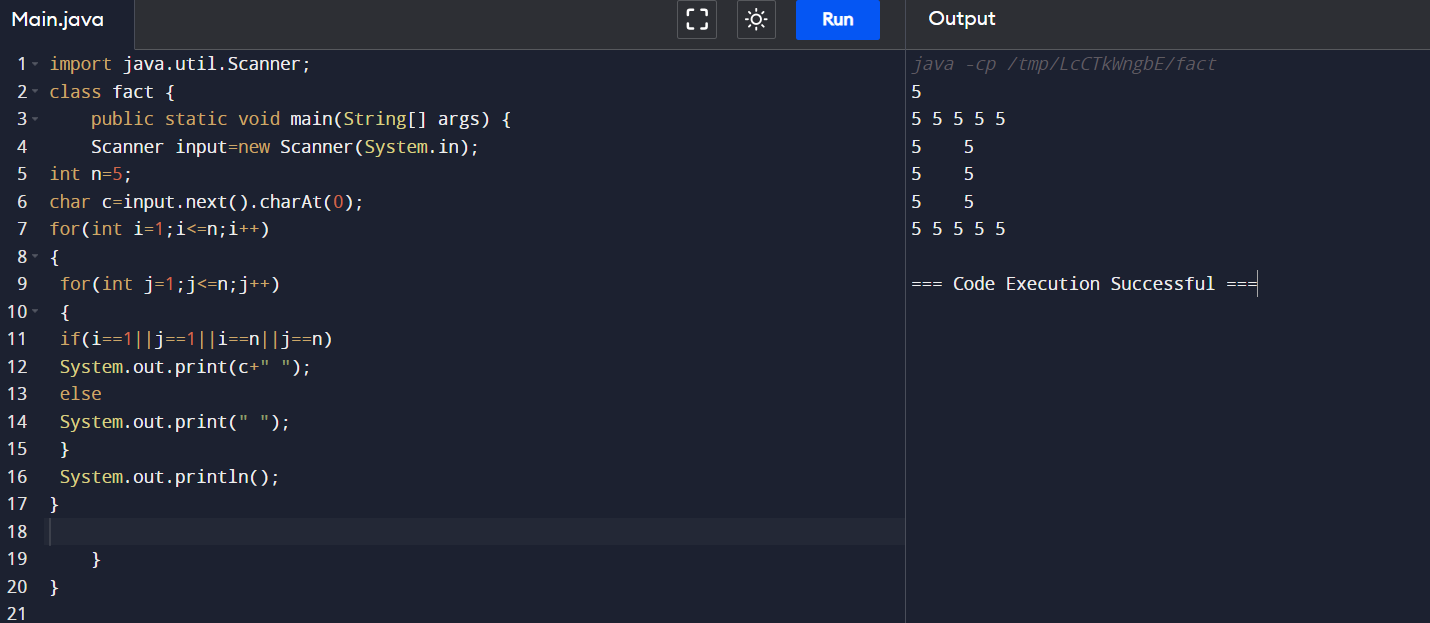 Main.java
Run
Output
1 import java.util.Scanner;
2 class fact {
3     public static void main(String[] args) {
4     Scanner input=new Scanner(System.in);
5 int n=5;
6 char c=input.next().charAt(0);
7 for(int i=1;i<=n;i++)
8 {
9  for(int j=1;j<=n;j++)
10  {
11  if(i==1||j==1||i==n||j==n)
12  System.out.print(c+" ");
13  else
14  System.out.print(" ");
15  }
16  System.out.println();
17 }
18
19     }
20 }
21
java -cp /tmp/LcCTkWngbE/fact
5
5 5 5 5 5
5    5
5    5
5    5
5 5 5 5 5
=== Code Execution Successful ===